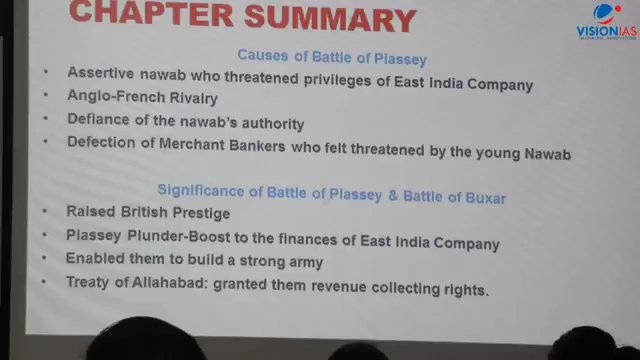 CHAPTER SUMMARY
VISIONIAS
Causes of Battle of Plassey
• Assertive nawab who threatened privileges of East India Company
• Anglo-French Rivalry
• Defiance of the nawab's authority
• Defection of Merchant Bankers who felt threatened by the young Nawab
Significance of Battle of Plassey & Battle of Buxar
• Raised British Prestige
• Plassey Plunder-Boost to the finances of East India Company
• Enabled them to build a strong army
• Treaty of Allahabad: granted them revenue collecting rights.